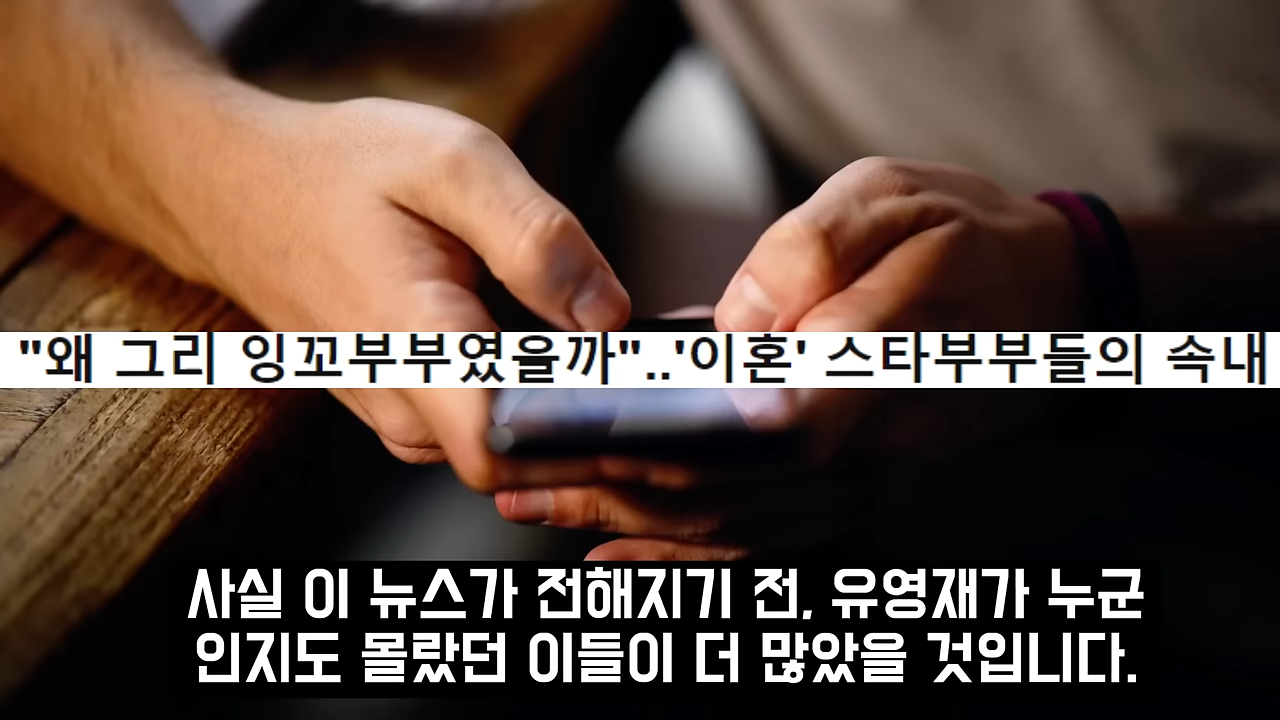 "왜 그리 잉꼬부부였을까"..'이혼' 스타부부들의 속내
사실 이 뉴스가 전해지기 전, 유영재가 누군
인지도 몰랐던 이들이 더 많았을 것입니다.